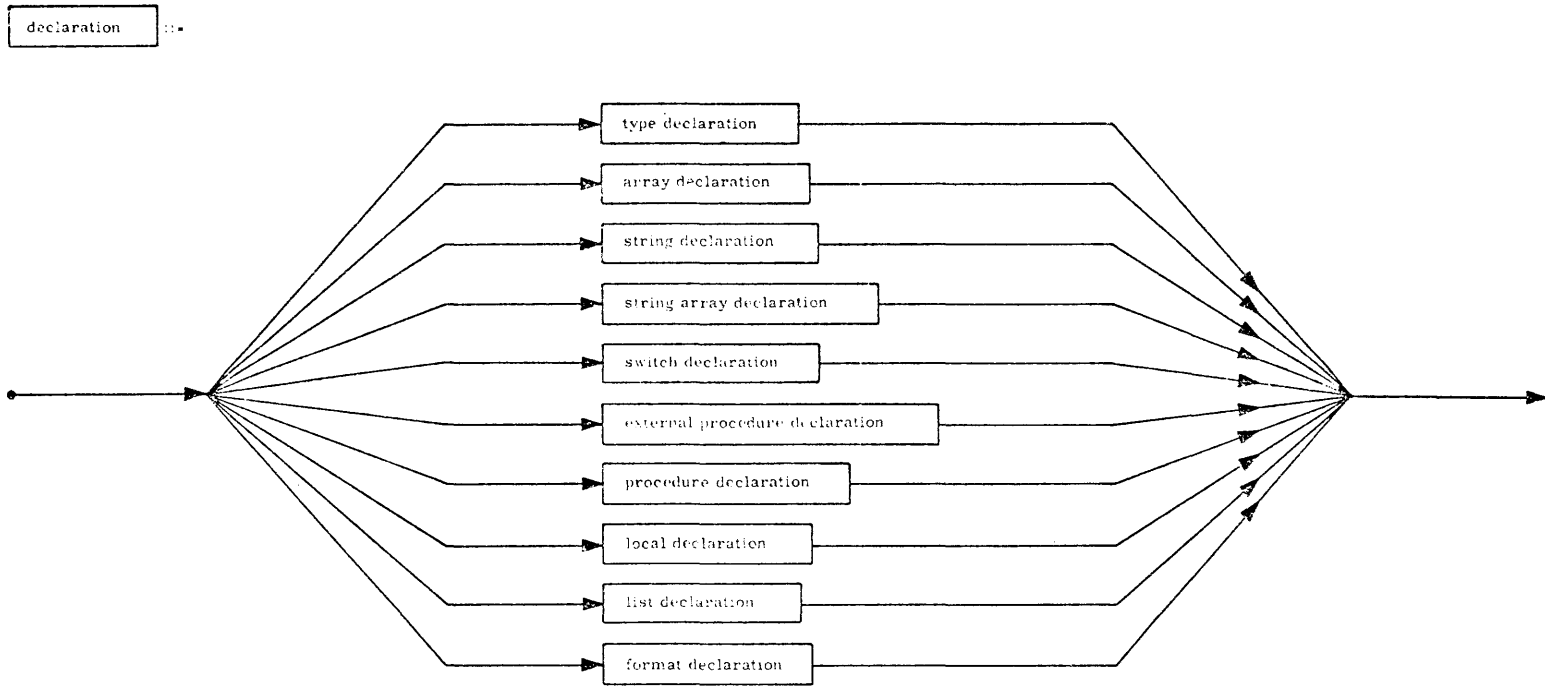 declaration ::=
type declaration
array declaration
string declaration
string array declaration
switch declaration
external procedure declaration
procedure declaration
local declaration
list declaration
format declaration